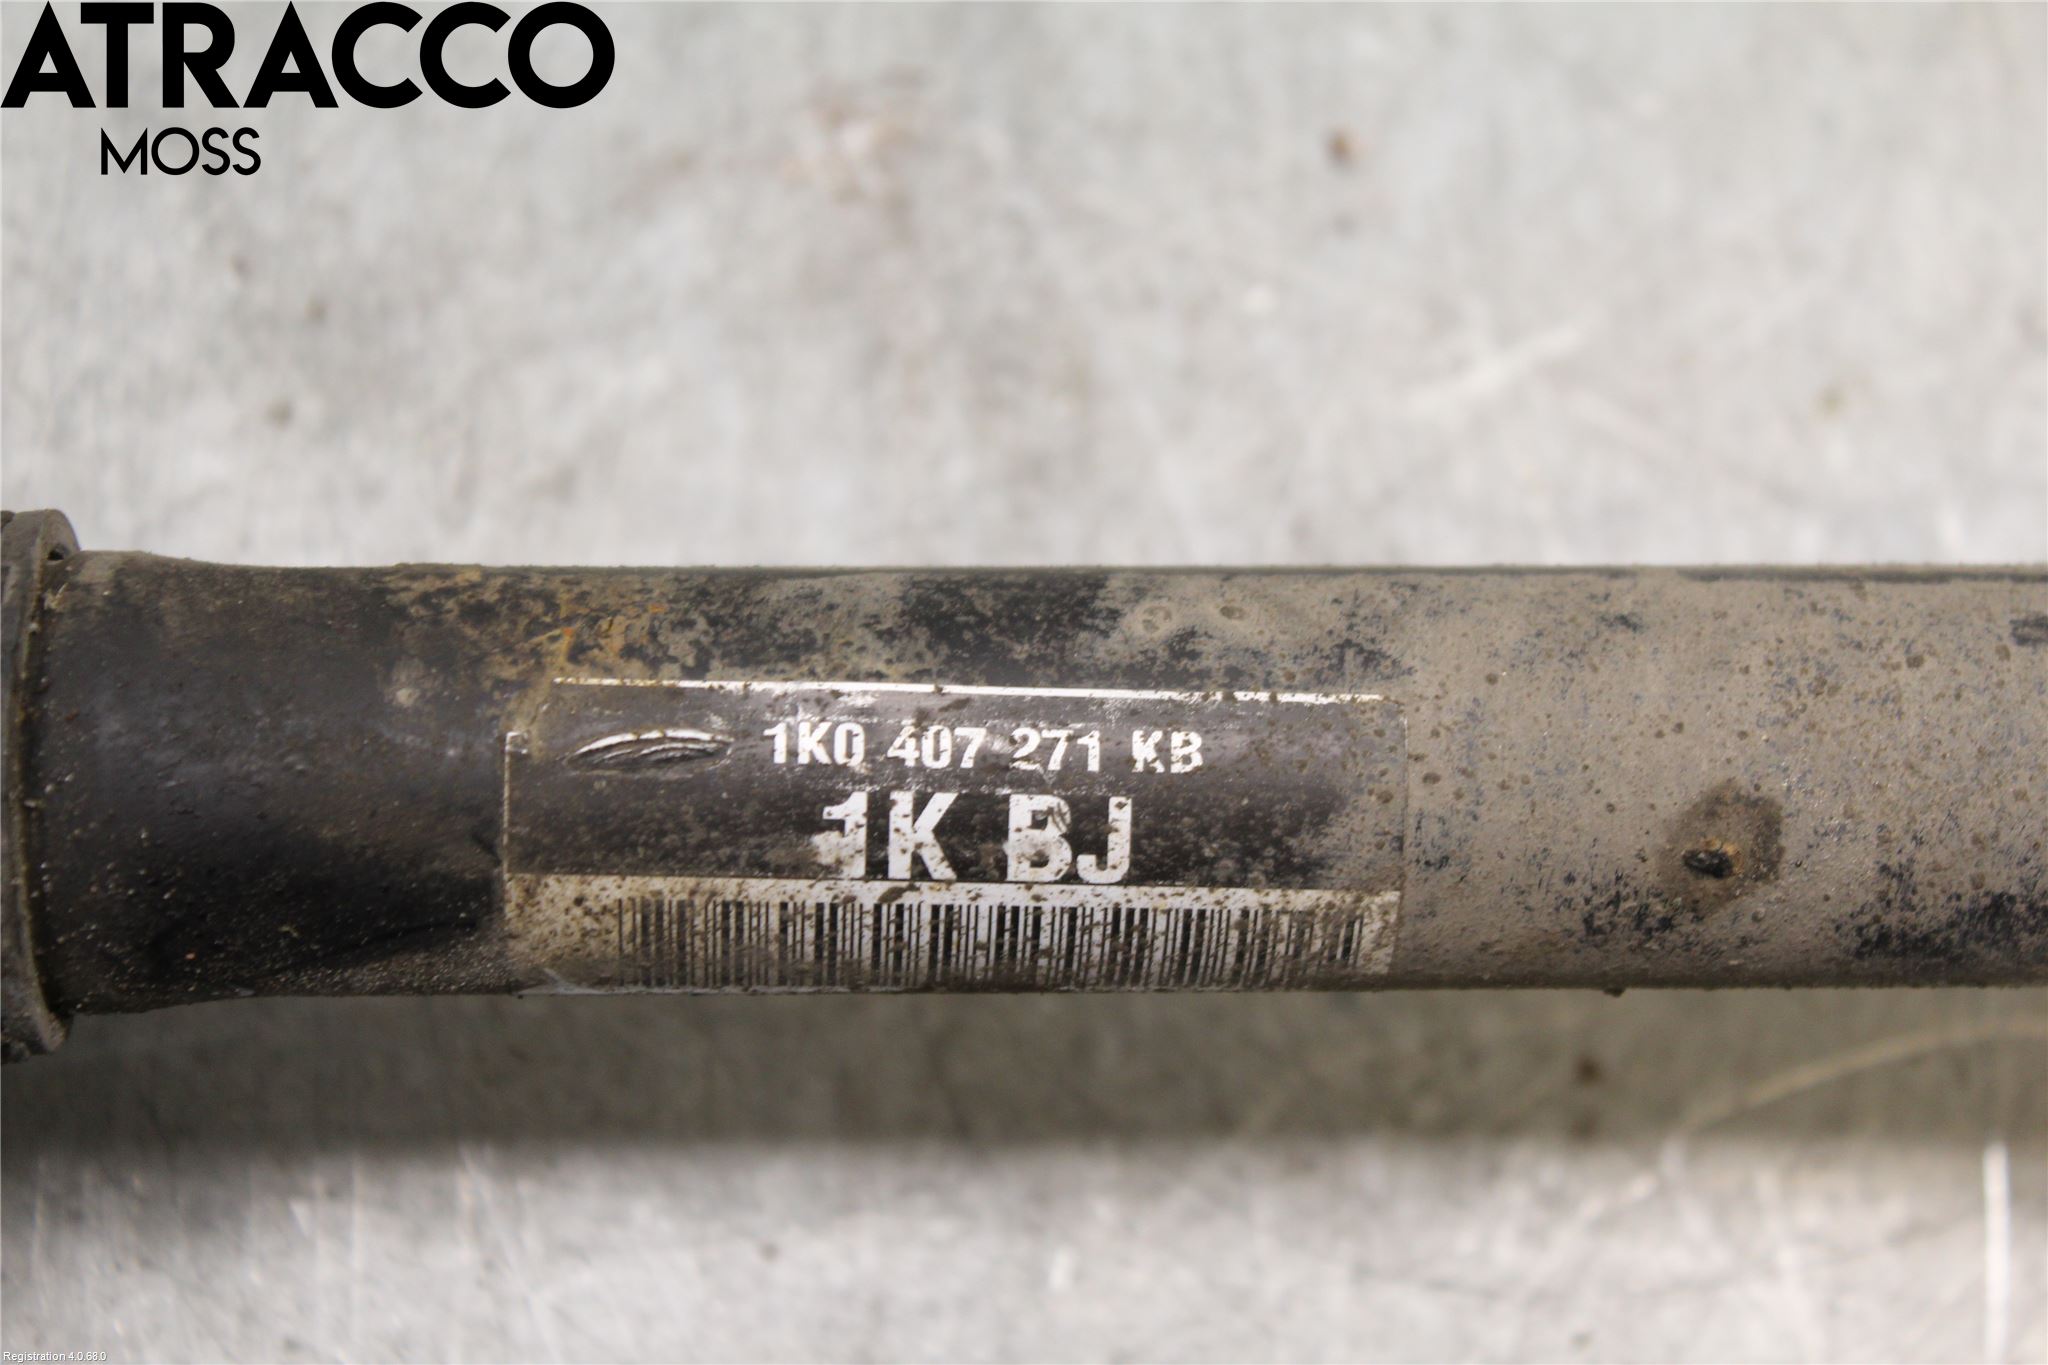 ATRACCO
MOSS
1K0 407 271 KB
1K BJ
Registration 4.0.68.0